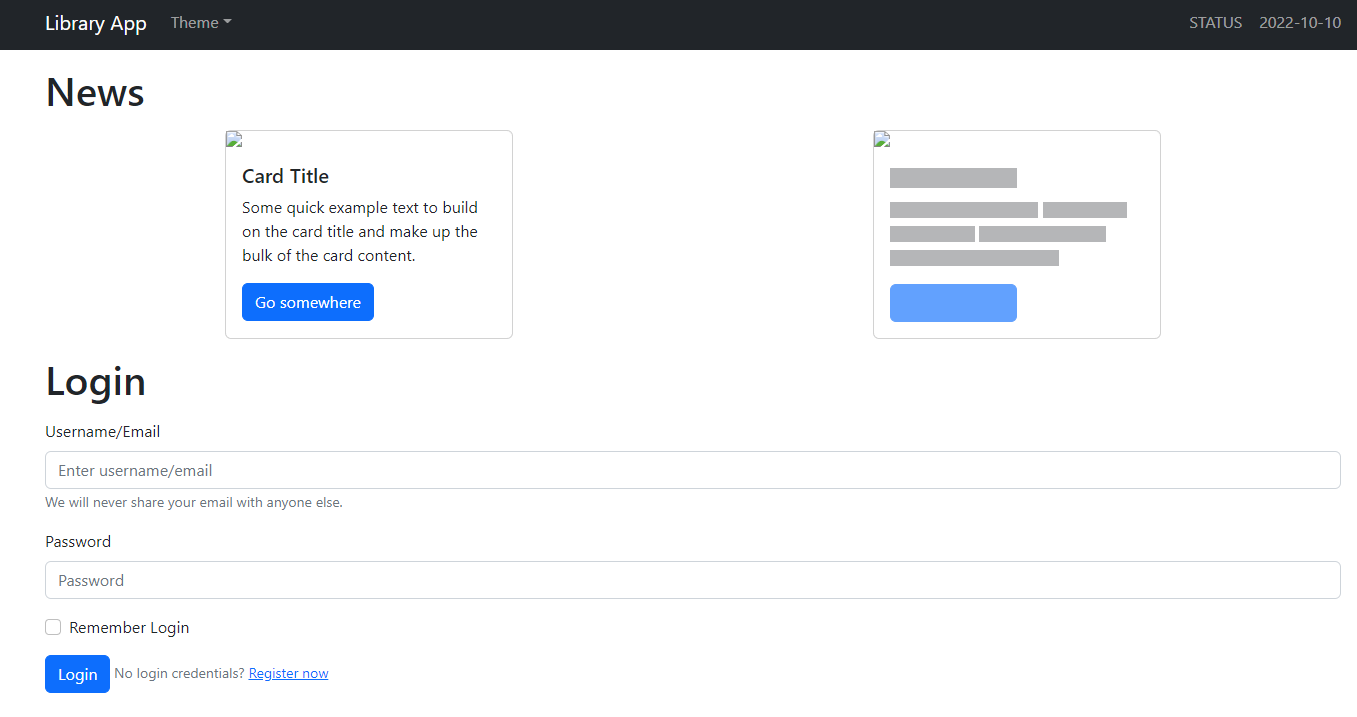 Library App Theme STATUS 2022-10-10
News
Card Title
Some quick example text to build
on the card title and make up the
bulk of the card content.
Go somewhere
Login
Username/Email
Enter username/email
We will never share your email with anyone else.
Password
Password
Remember Login
Login No login credentials? Register now